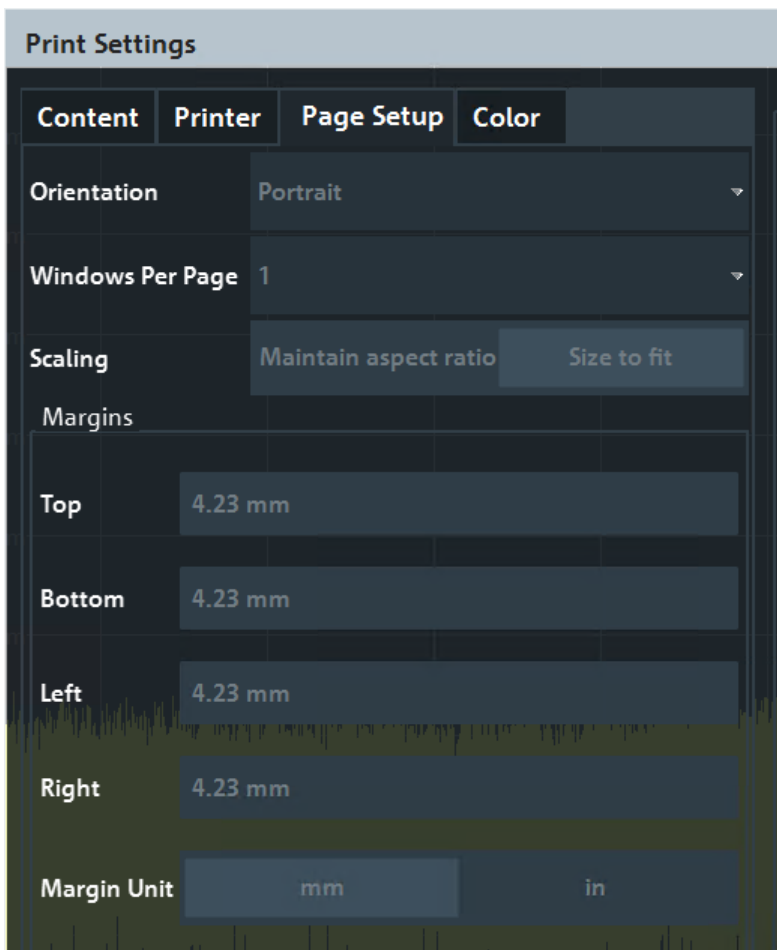 Print Settings
Content Printer Page Setup Color
Orientation Portrait
Windows Per Page 1
Scaling Maintain aspect ratio Size to fit
Margins
Top 4.23 mm
Bottom 4.23 mm
Left 4.23 mm
Right 4.23 mm
Margin Unit mm in